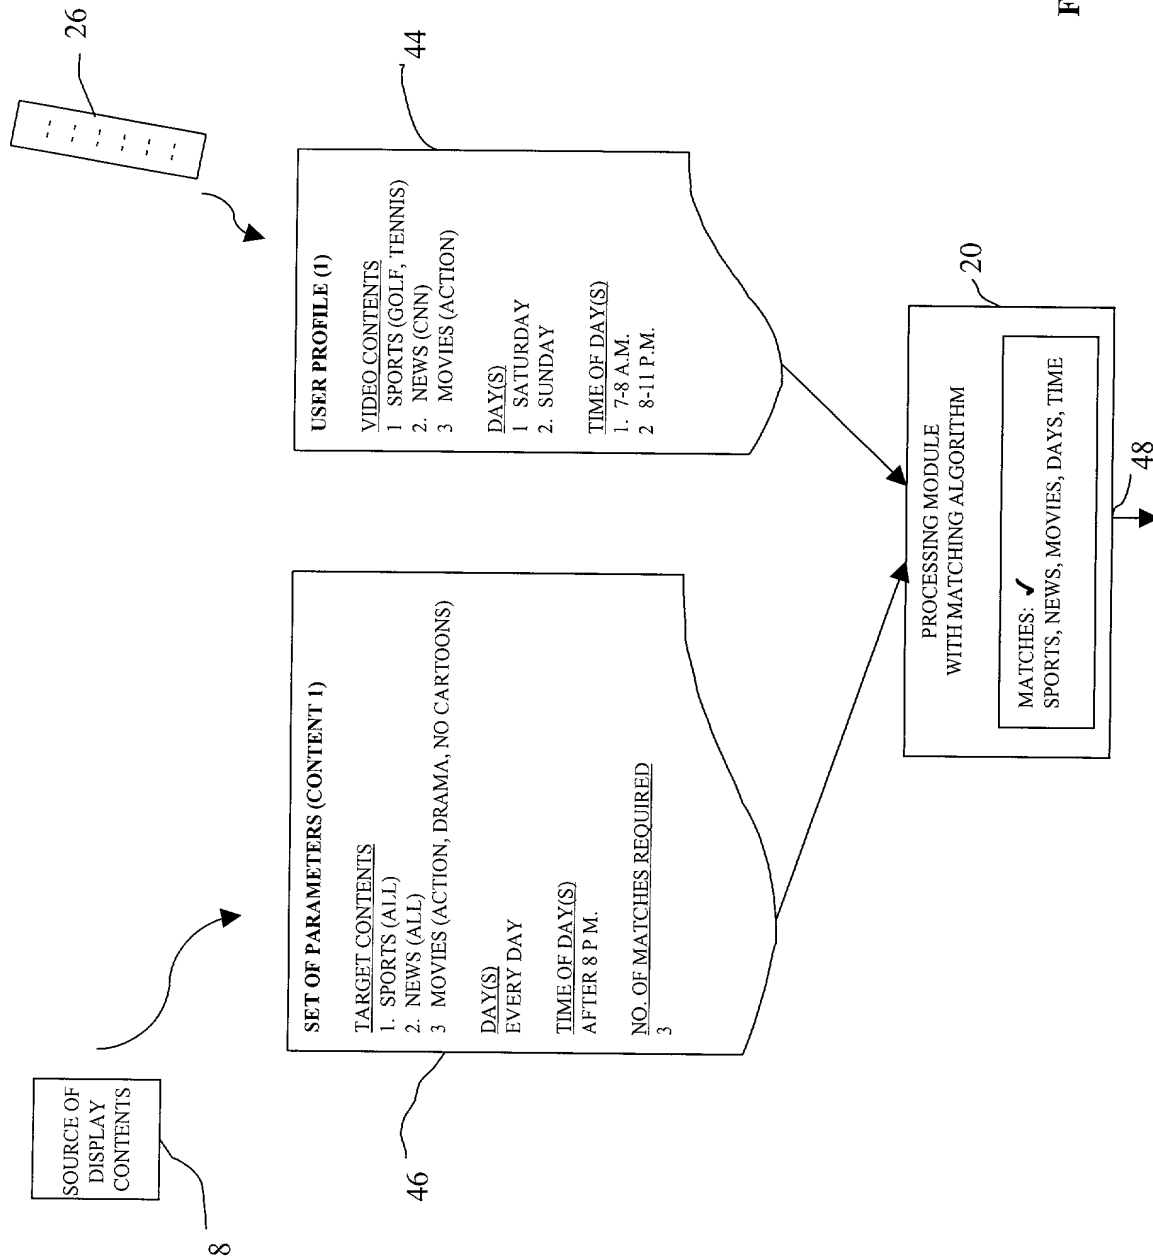 SOURCE OF
DISPLAY
CONTENTS
8
26
SET OF PARAMETERS (CONTENT 1)
TARGET CONTENTS
1. SPORTS (ALL)
2. NEWS (ALL)
3 MOVIES (ACTION, DRAMA, NO CARTOONS)
DAY(S)
EVERY DAY
TIME OF DAY(S)
AFTER 8 P M.
NO. OF MATCHES REQUIRED
3
46
USER PROFILE (1)
VIDEO CONTENTS
1 SPORTS (GOLF, TENNIS)
2. NEWS (CNN)
3 MOVIES (ACTION)
DAY(S)
1 SATURDAY
2. SUNDAY
TIME OF DAY(S)
1. 7-8 A.M.
2 8-11 P.M.
44
PROCESSING MODULE
WITH MATCHING ALGORITHM
MATCHES: ✓
SPORTS, NEWS, MOVIES, DAYS, TIME
20
48
F